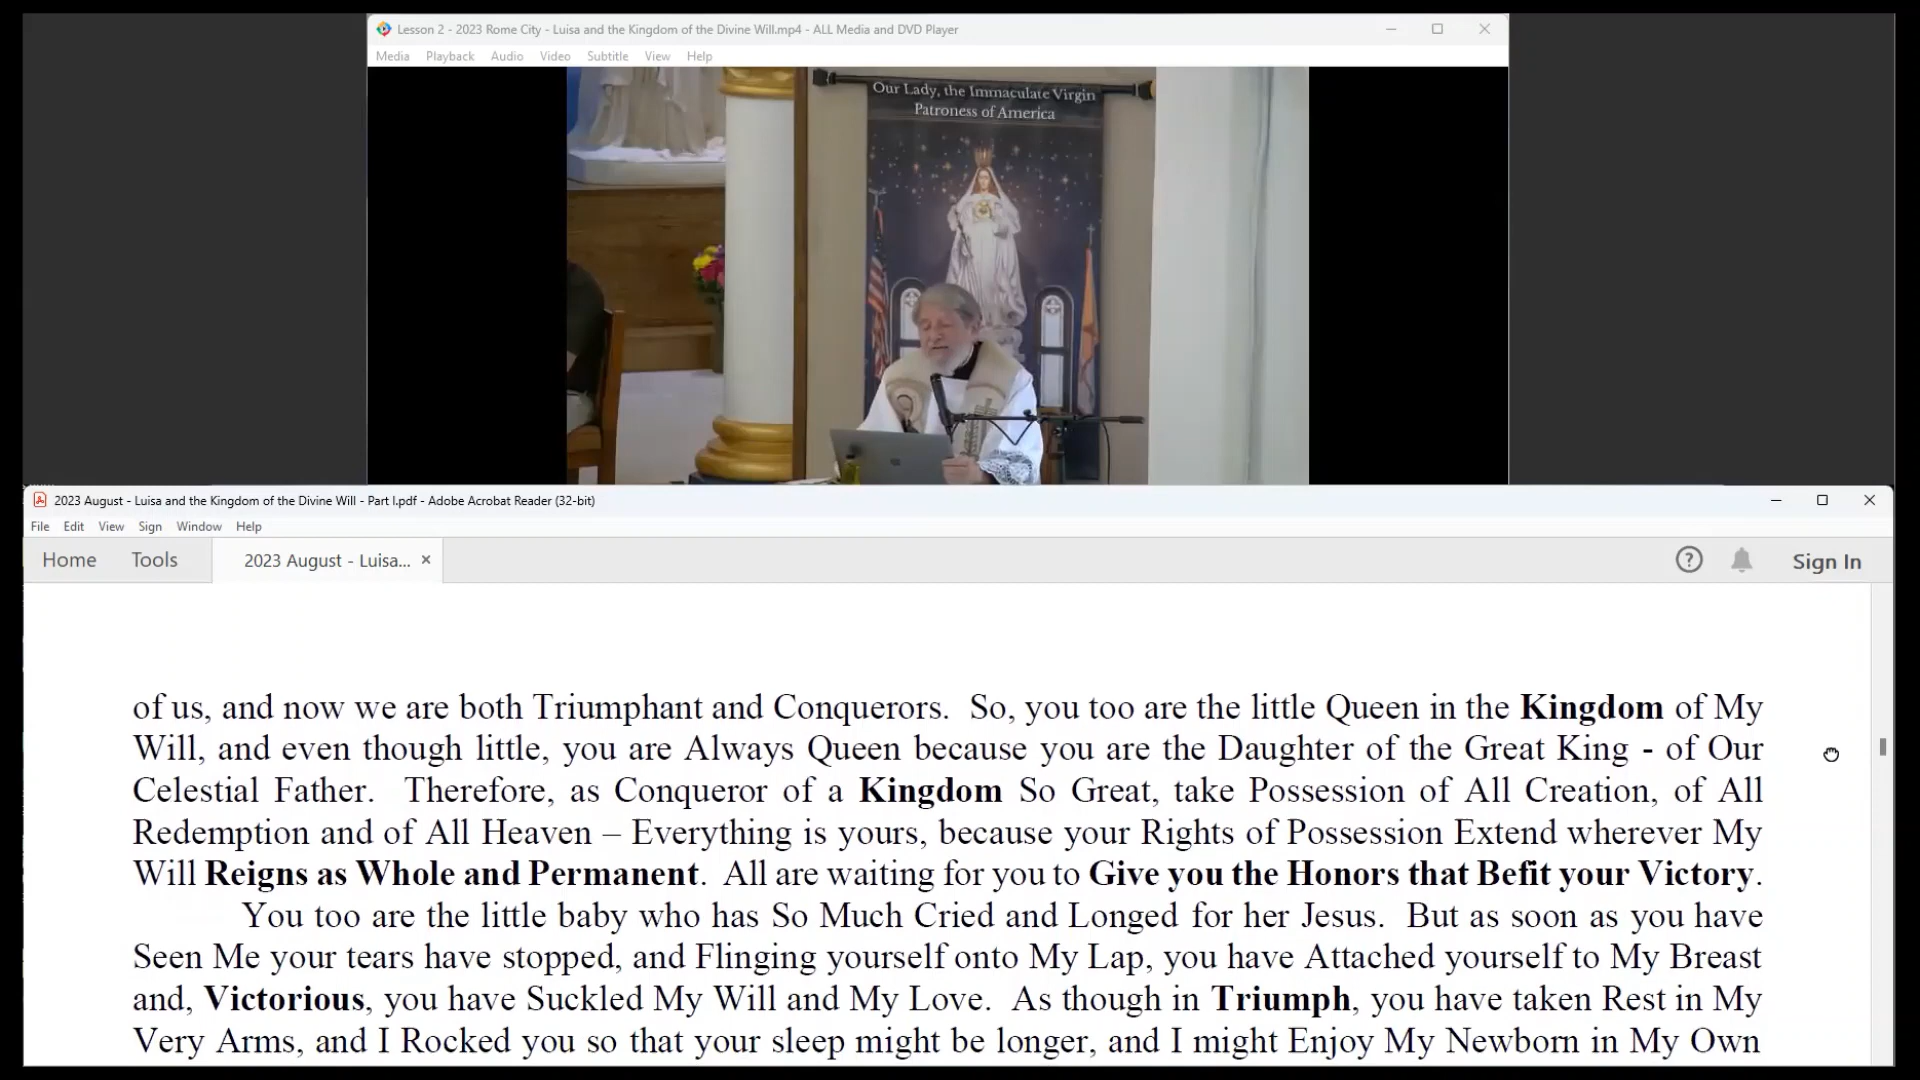 Lesson 2 - 2023 Rome City - Luisa and the Kingdom of the Divine Will.mp4 - ALL Media and DVD Player
Media Playback Audio Video Subtitle View Help
Our Lady, the Immaculate Virgin
Patroness of America
2023 August - Luisa and the Kingdom of the Divine Will - Part I.pdf - Adobe Acrobat Reader (32-bit)
File Edit View Sign Window Help
Home Tools 2023 August - Luisa... × ? Sign In
of us, and now we are both Triumphant and Conquerors. So, you too are the little Queen in the Kingdom of My
Will, and even though little, you are Always Queen because you are the Daughter of the Great King - of Our
Celestial Father. Therefore, as Conqueror of a Kingdom So Great, take Possession of All Creation, of All
Redemption and of All Heaven – Everything is yours, because your Rights of Possession Extend wherever My
Will Reigns as Whole and Permanent. All are waiting for you to Give you the Honors that Befit your Victory.
You too are the little baby who has So Much Cried and Longed for her Jesus. But as soon as you have
Seen Me your tears have stopped, and Flinging yourself onto My Lap, you have Attached yourself to My Breast
and, Victorious, you have Suckled My Will and My Love. As though in Triumph, you have taken Rest in My
Very Arms, and I Rocked you so that your sleep might be longer, and I might Enjoy My Newborn in My Own